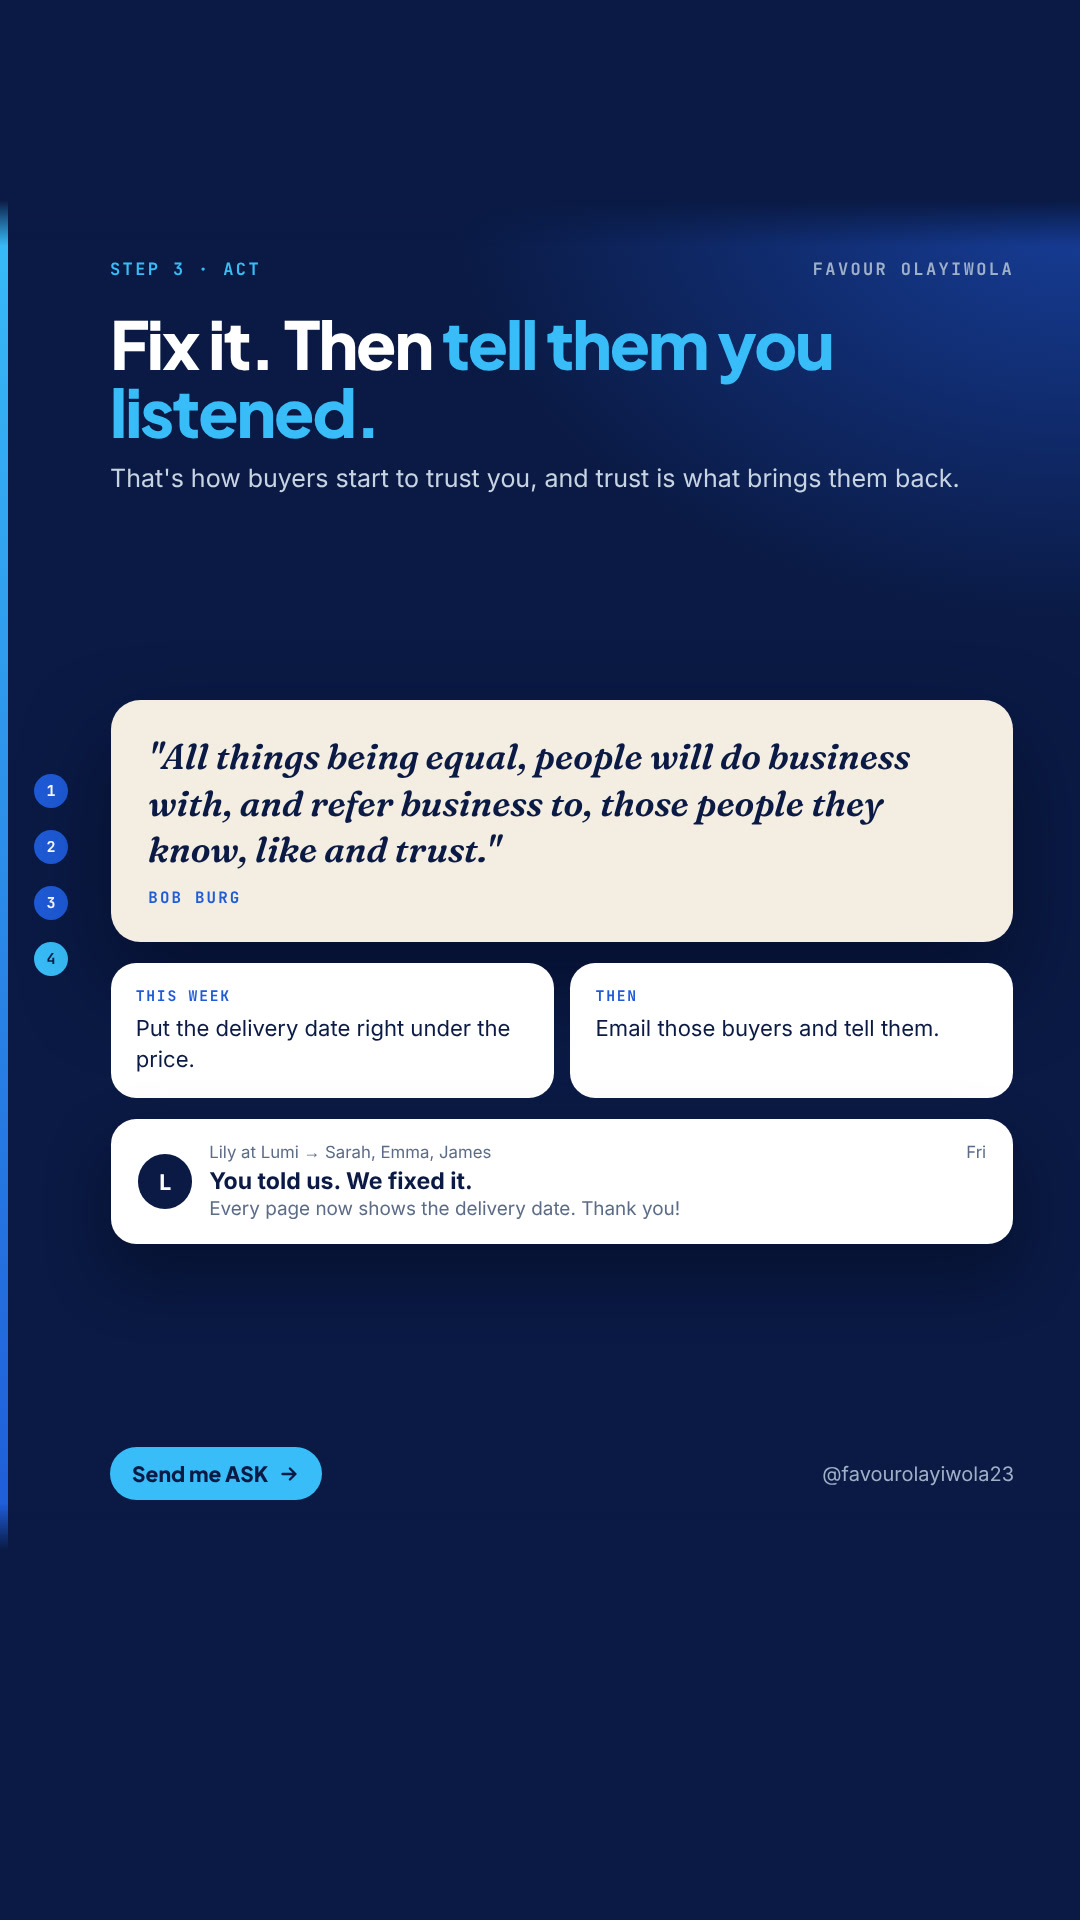 STEP 3 · ACT
FAVOUR OLAYIWOLA
Fix it. Then tell them you
listened.
That's how buyers start to trust you, and trust is what brings them back.
"All things being equal, people will do business
with, and refer business to, those people they
know, like and trust."
BOB BURG
1
2
3
4
THIS WEEK
Put the delivery date right under the
price.
THEN
Email those buyers and tell them.
L
Lily at Lumi → Sarah, Emma, James
Fri
You told us. We fixed it.
Every page now shows the delivery date. Thank you!
Send me ASK →
@favourolayiwola23